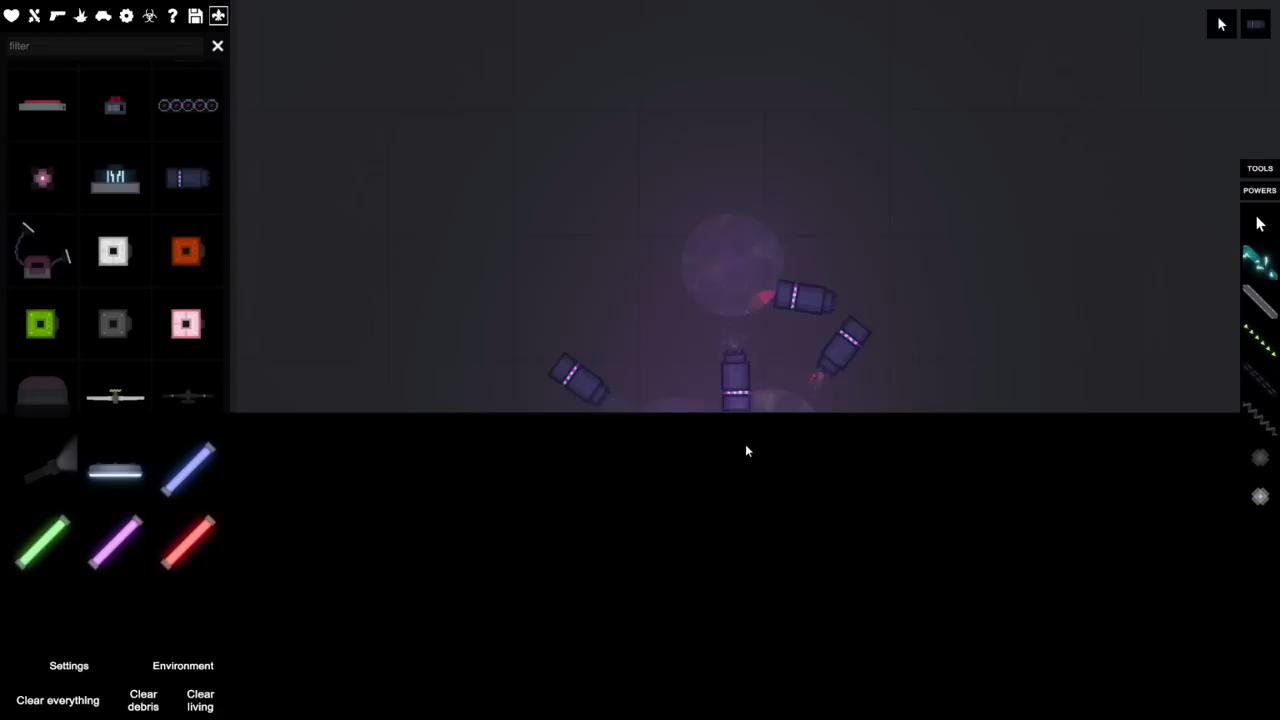 filter
TOOLS
POWERS
Settings
Environment
Clear everything
Clear
debris
Clear
living